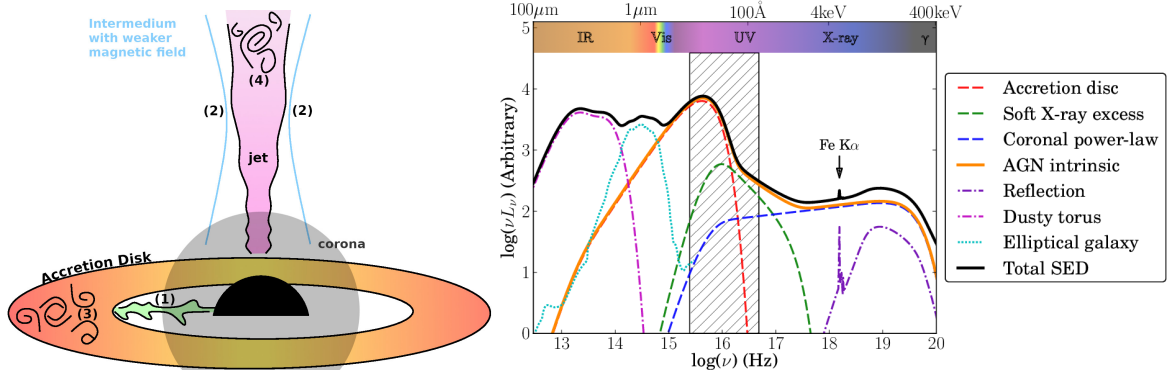 Intermedium
with weaker
magnetic field
(4)
(2)
(2)
jet
corona
Accretion Disk
(1)
(3)
100μm
1μm
100Å
4keV
400keV
IR
Vis
UV
X-ray
γ
5
4
3
2
1
0
log(νLν) (Arbitrary)
Fe Kα
13
14
15
16
17
18
19
20
log(ν) (Hz)
Accretion disc
Soft X-ray excess
Coronal power-law
AGN intrinsic
Reflection
Dusty torus
Elliptical galaxy
Total SED